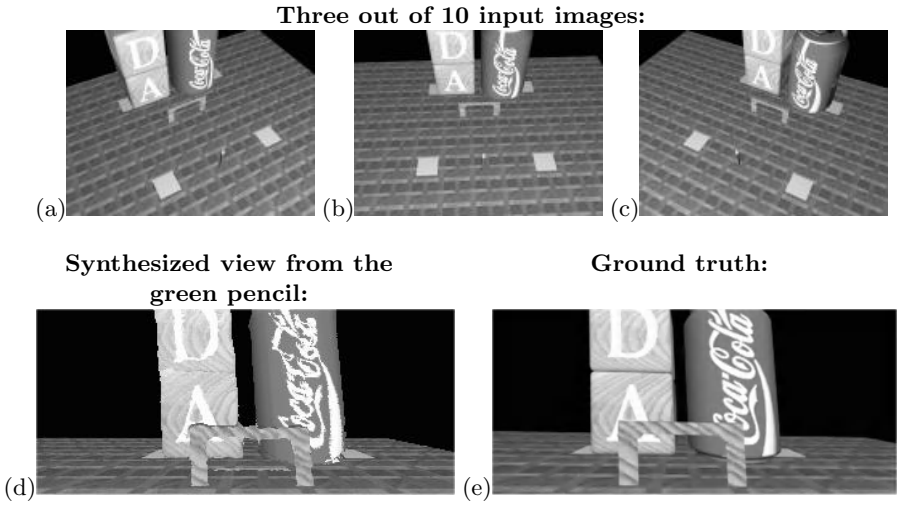 Three out of 10 input images:
D
A
Coca-Cola
(a)
D
A
Coca-Cola
(b)
D
A
Coca-Cola
(c)
Synthesized view from the
green pencil:
Ground truth:
D
A
Coca-Cola
(d)
D
A
Coca-Cola
(e)